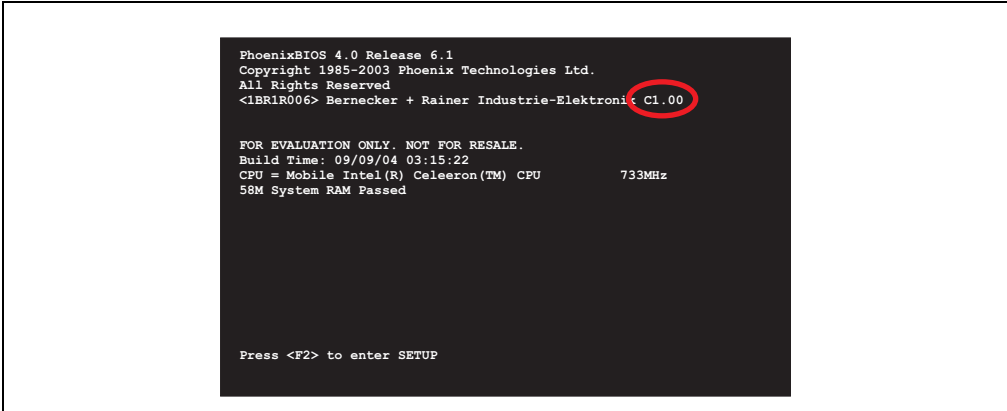 PhoenixBIOS 4.0 Release 6.1
Copyright 1985-2003 Phoenix Technologies Ltd.
All Rights Reserved
<1BR1R006> Bernecker + Rainer Industrie-Elektronik C1.00
FOR EVALUATION ONLY. NOT FOR RESALE.
Build Time: 09/09/04 03:15:22
CPU = Mobile Intel(R) Celeeron(TM) CPU 733MHz
58M System RAM Passed
Press <F2> to enter SETUP